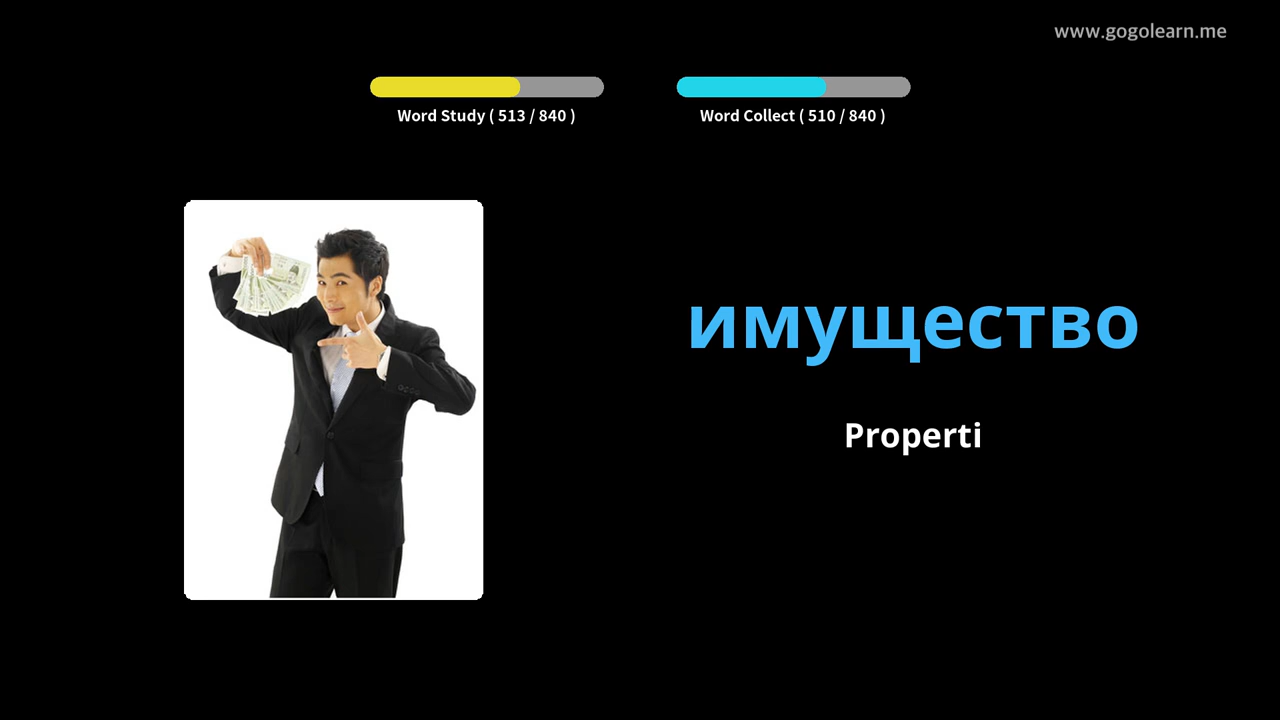 www.gogolearn.me
Word Study ( 513 / 840 )
Word Collect ( 510 / 840 )
имущество
Properti